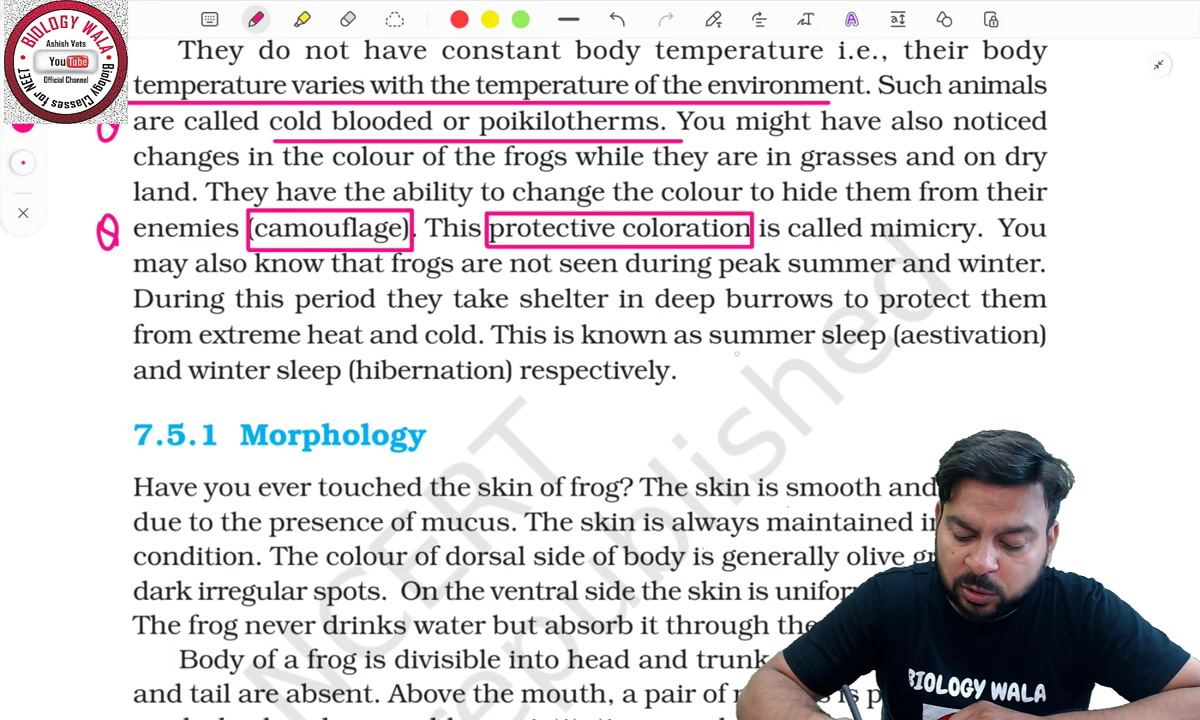 BIOLOGY WALA
Ashish Vats
YouTube
Official Channel
Biology Classes for NEET
They do not have constant body temperature i.e., their body
temperature varies with the temperature of the environment. Such animals
are called cold blooded or poikilotherms. You might have also noticed
changes in the colour of the frogs while they are in grasses and on dry
land. They have the ability to change the colour to hide them from their
enemies (camouflage). This protective coloration is called mimicry. You
may also know that frogs are not seen during peak summer and winter.
During this period they take shelter in deep burrows to protect them
from extreme heat and cold. This is known as summer sleep (aestivation)
and winter sleep (hibernation) respectively.
7.5.1 Morphology
Have you ever touched the skin of frog? The skin is smooth and
due to the presence of mucus. The skin is always maintained in
condition. The colour of dorsal side of body is generally olive
dark irregular spots. On the ventral side the skin is
The frog never drinks water but absorb it through the
Body of a frog is divisible into head and trunk
and tail are absent. Above the mouth, a pair of
NCERT
republished
BIOLOGY WALA